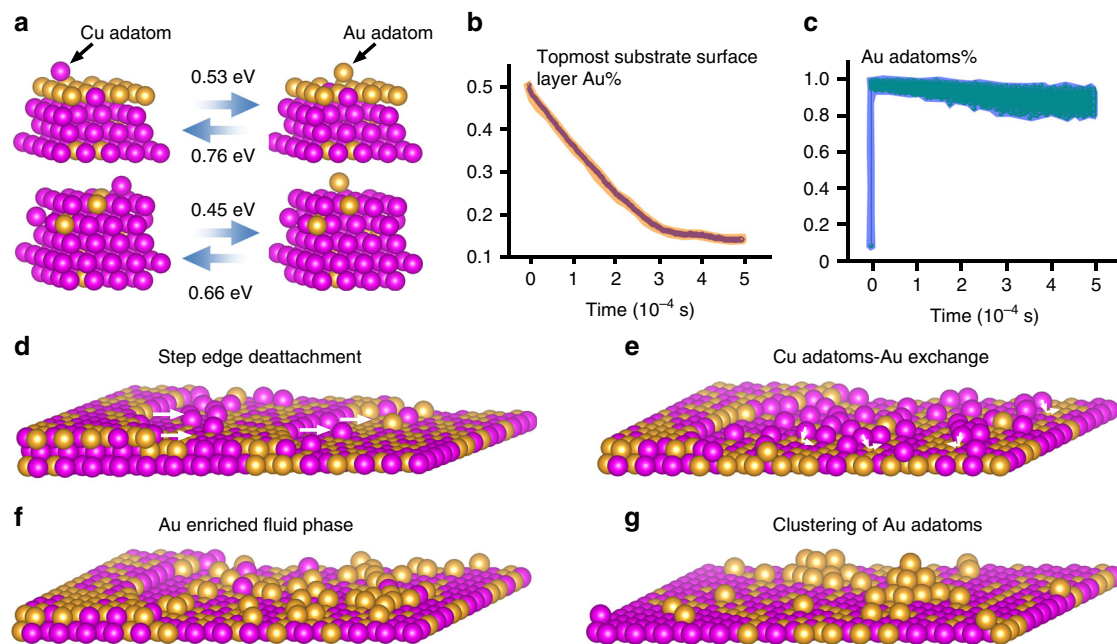 a
Cu adatom
Au adatom
0.53 eV
0.76 eV
0.45 eV
0.66 eV
b
Topmost substrate surface
layer Au%
0.5
0.4
0.3
0.2
0.1
0 1 2 3 4 5
Time (10⁻⁴ s)
c
Au adatoms%
1.0
0.8
0.6
0.4
0.2
0
0 1 2 3 4 5
Time (10⁻⁴ s)
d
Step edge deattachment
e
Cu adatoms-Au exchange
f
Au enriched fluid phase
g
Clustering of Au adatoms